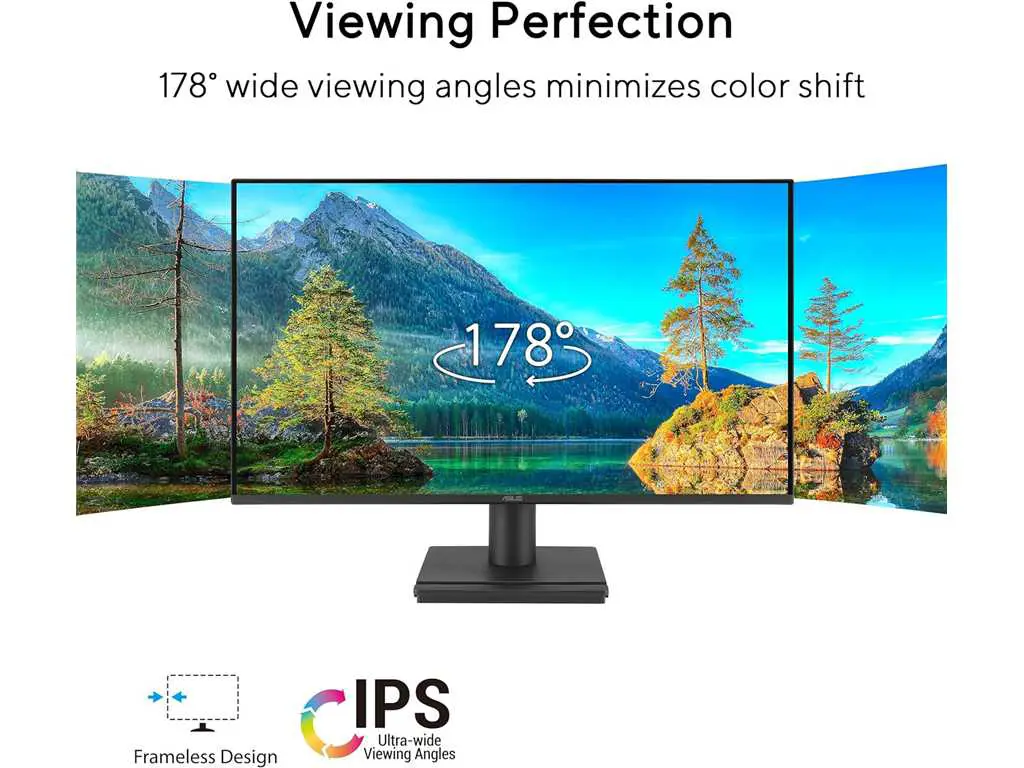 Viewing Perfection
178° wide viewing angles minimizes color shift
178°
ASUS
Frameless Design
IPS
Ultra-wide
Viewing Angles